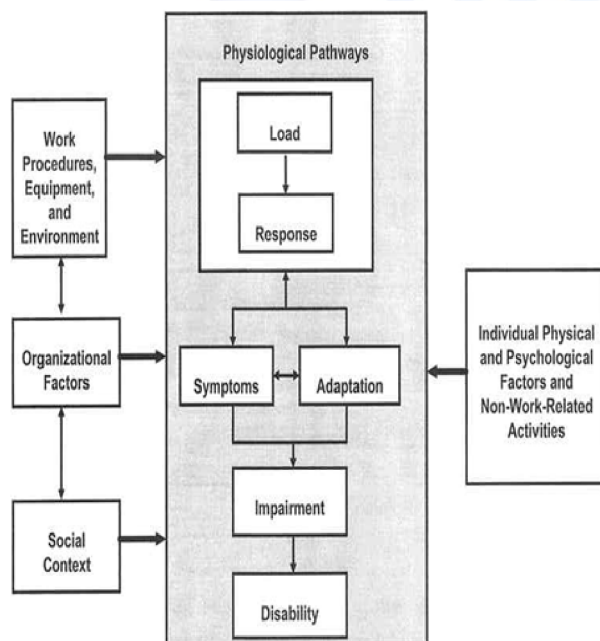 Physiological Pathways
Load
Response
Work
Procedures,
Equipment,
and
Environment
Organizational
Factors
Social
Context
Symptoms
Adaptation
Impairment
Disability
Individual Physical
and Psychological
Factors and
Non-Work-Related
Activities